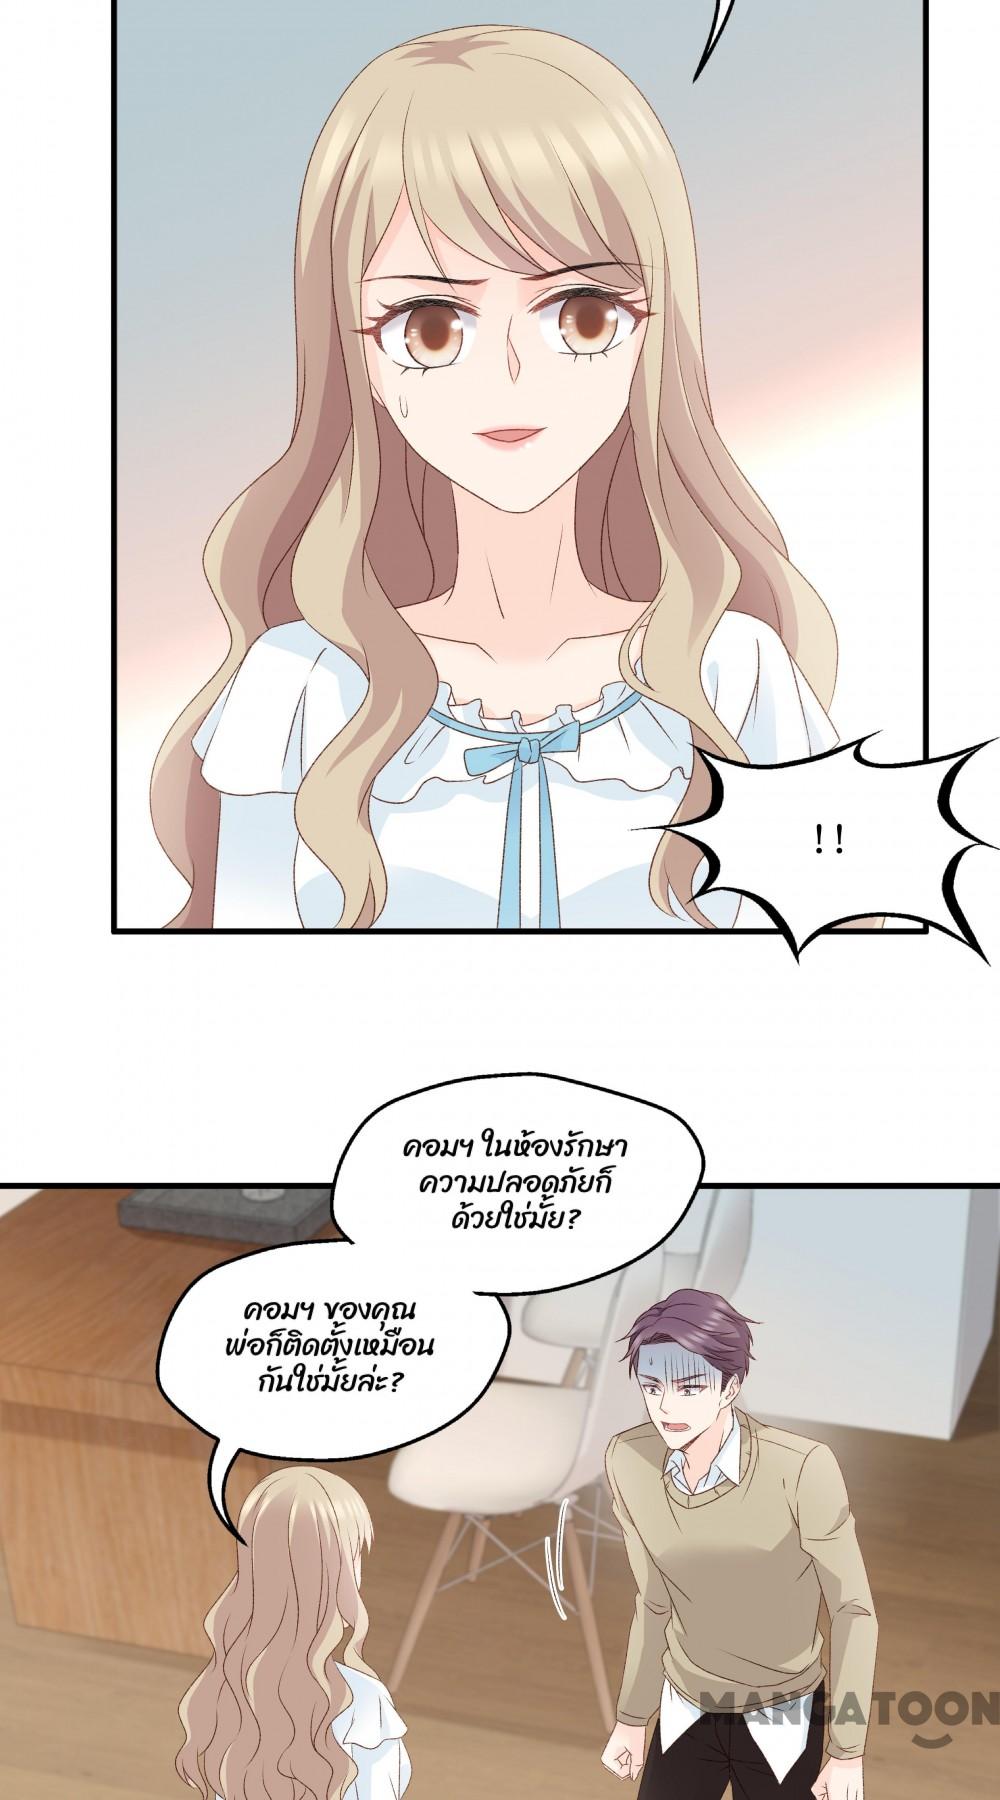 !!
คอมฯ ในห้องรักษา
ความปลอดภัยก็
ด้วยใช่มั้ย?
คอมฯ ของคุณ
พ่อก็ติดตั้งเหมือน
กันใช่มั้ยล่ะ?
MANGATOON